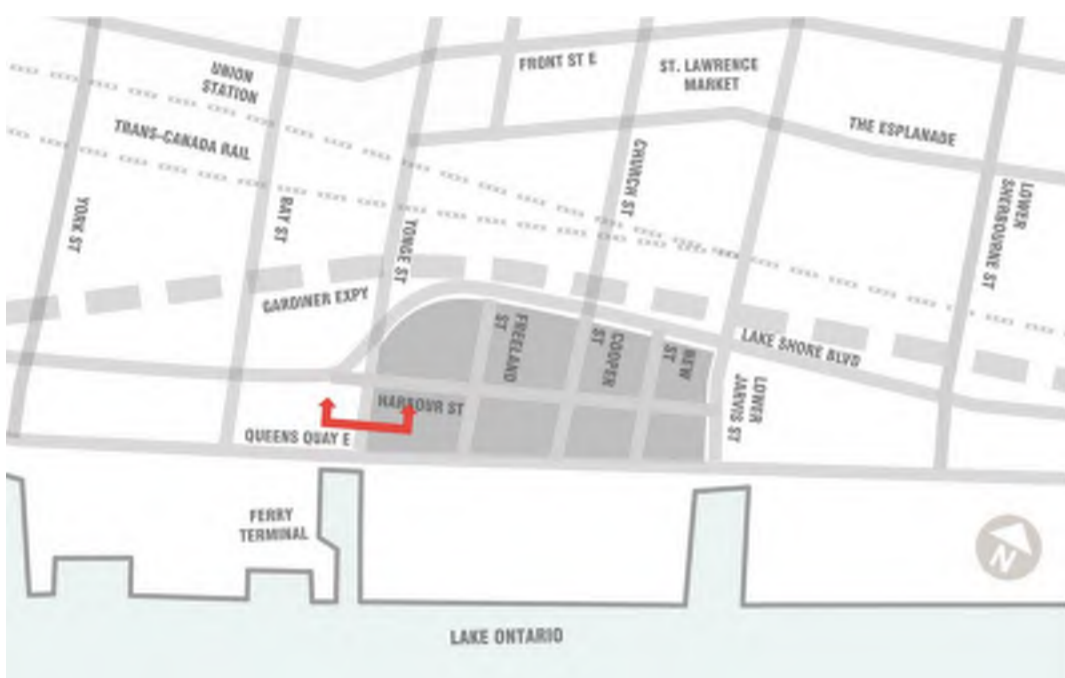 UNION
STATION
FRONT ST E
ST. LAWRENCE
MARKET
TRANS-CANADA RAIL
THE ESPLANADE
CHURCH ST
YORK ST
BAY ST
YONGE ST
LOWER
SHERBOURNE ST
GARDINER EXPY
FREELAND
ST
COOPER
ST
NEW
ST
LAKE SHORE BLVD
LOWER
JARVIS ST
HARBOUR ST
QUEENS QUAY E
FERRY
TERMINAL
N
LAKE ONTARIO